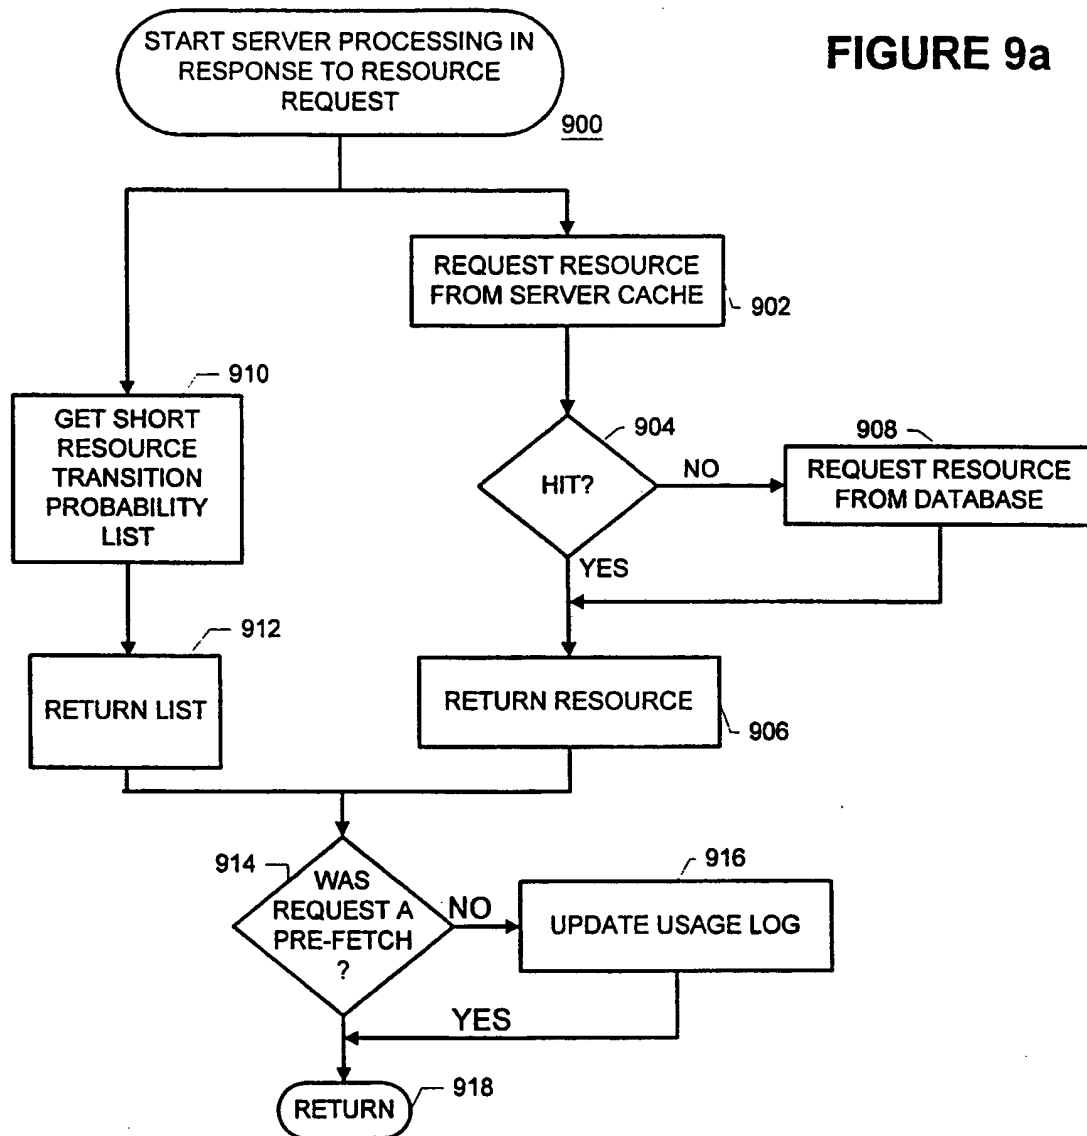 START SERVER PROCESSING IN
RESPONSE TO RESOURCE
REQUEST
FIGURE 9a
900
REQUEST RESOURCE
FROM SERVER CACHE
902
910
GET SHORT
RESOURCE
TRANSITION
PROBABILITY
LIST
904
HIT?
NO
YES
908
REQUEST RESOURCE
FROM DATABASE
912
RETURN LIST
RETURN RESOURCE
906
914
WAS
REQUEST A
PRE-FETCH
?
NO
916
UPDATE USAGE LOG
YES
RETURN
918